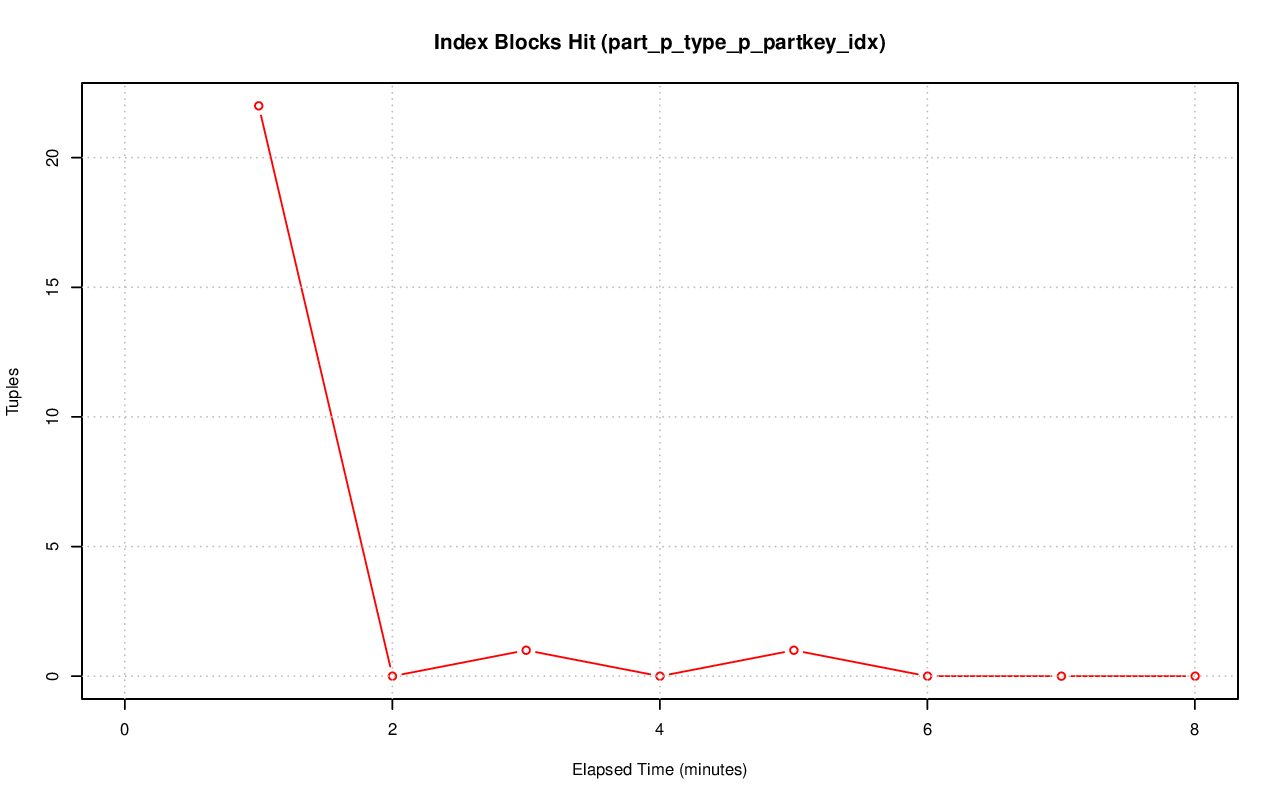 Index Blocks Hit (part_p_type_p_partkey_idx)
20
15
10
5
0
Tuples
0 2 4 6 8
Elapsed Time (minutes)